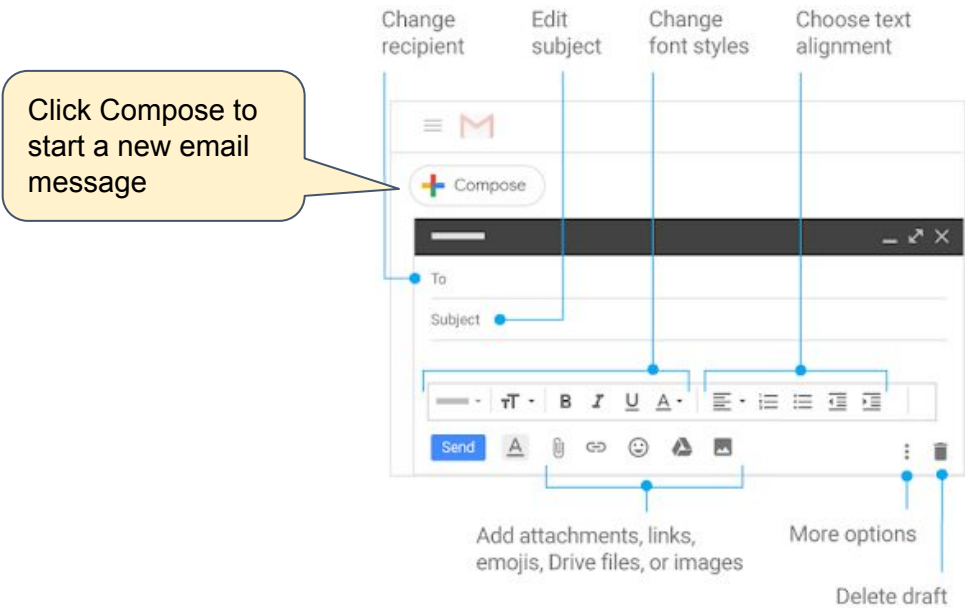 Change
recipient
Edit
subject
Change
font styles
Choose text
alignment
Click Compose to
start a new email
message
Compose
To
Subject
B I U A
Send A
Add attachments, links,
emojis, Drive files, or images
More options
Delete draft